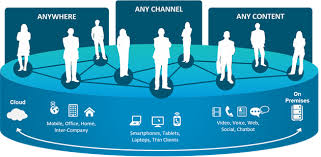 ANYWHERE
ANY CHANNEL
ANY CONTENT
Cloud
Mobile, Office, Home,
Inter-Company
Smartphones, Tablets,
Laptops, Thin Clients
Video, Voice, Web,
Social, Chatbot
On
Premises